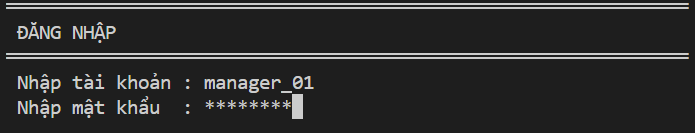 ĐĂNG NHẬP
Nhập tài khoản : manager_01
Nhập mật khẩu  : ********